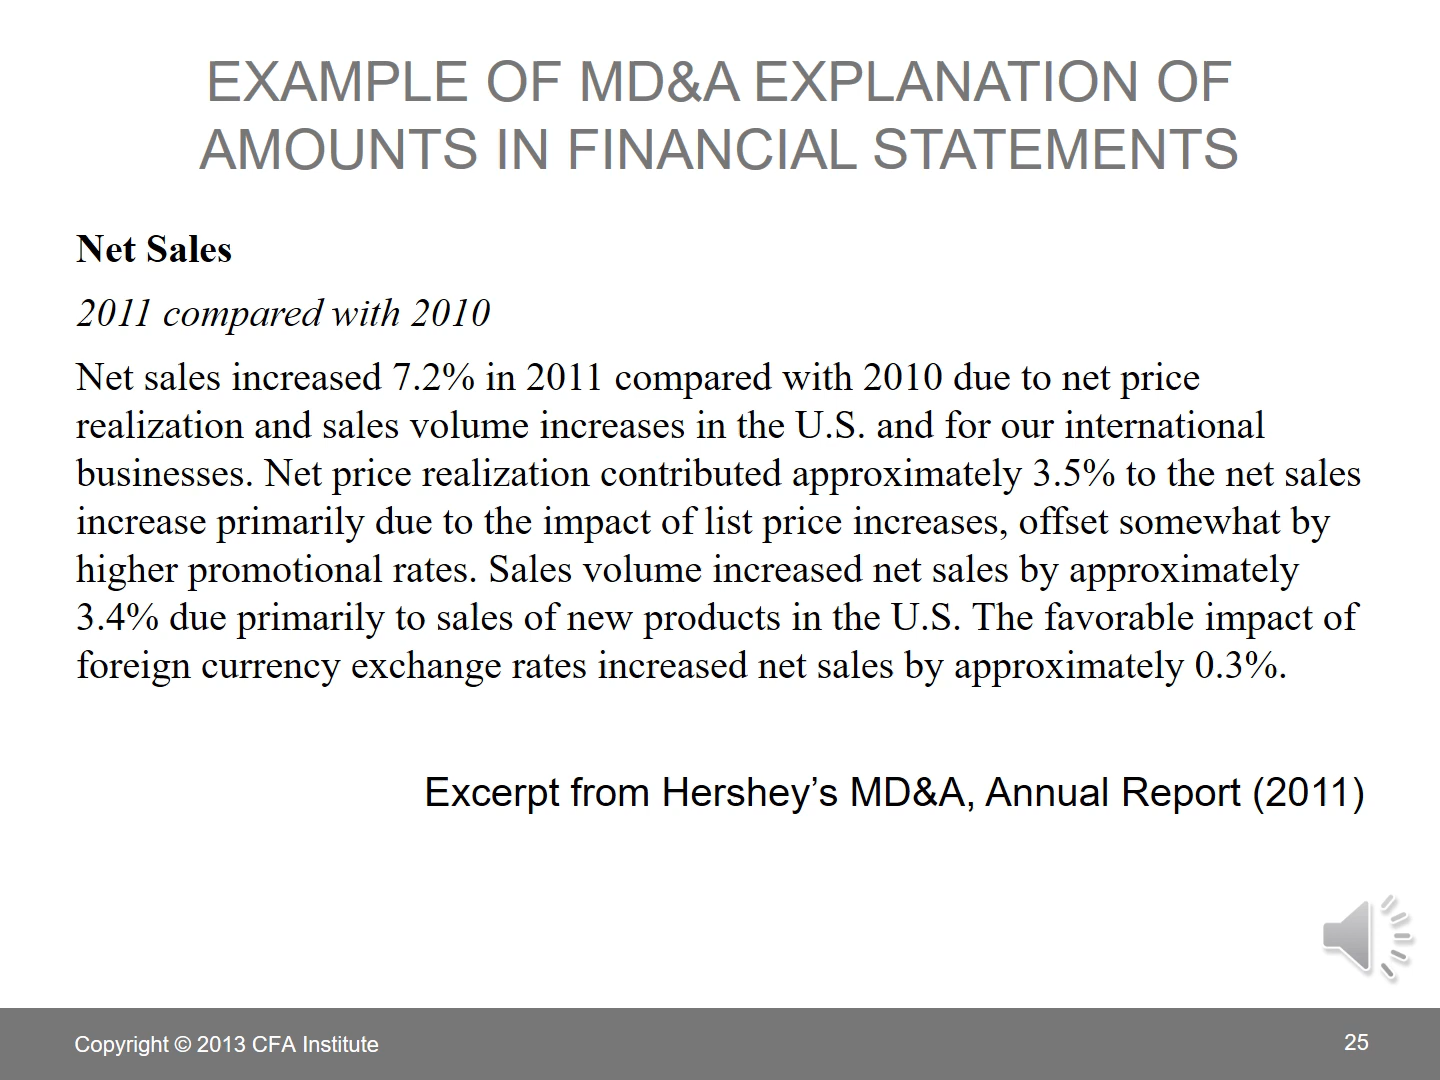 EXAMPLE OF MD&A EXPLANATION OF
AMOUNTS IN FINANCIAL STATEMENTS
Net Sales
2011 compared with 2010
Net sales increased 7.2% in 2011 compared with 2010 due to net price
realization and sales volume increases in the U.S. and for our international
businesses. Net price realization contributed approximately 3.5% to the net sales
increase primarily due to the impact of list price increases, offset somewhat by
higher promotional rates. Sales volume increased net sales by approximately
3.4% due primarily to sales of new products in the U.S. The favorable impact of
foreign currency exchange rates increased net sales by approximately 0.3%.
Excerpt from Hershey’s MD&A, Annual Report (2011)
Copyright © 2013 CFA Institute
25